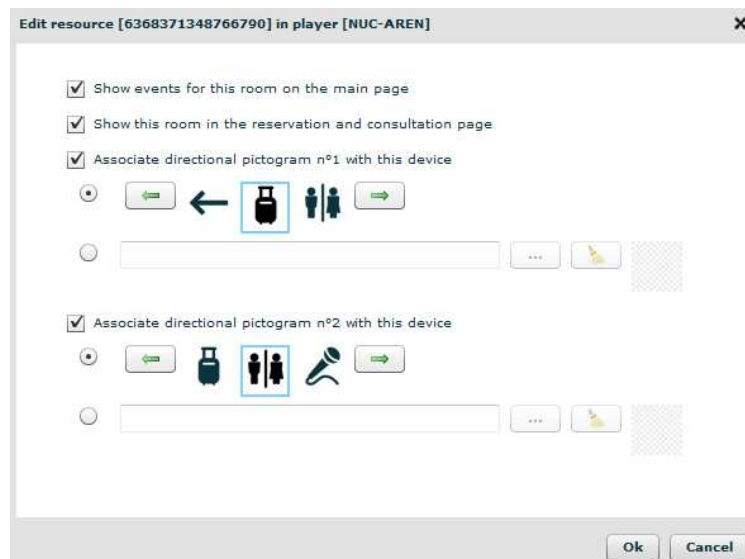 Edit resource [6368371348766790] in player [NUC-AREN]
Show events for this room on the main page
Show this room in the reservation and consultation page
Associate directional pictogram nº1 with this device
...
Associate directional pictogram nº2 with this device
...
Ok Cancel